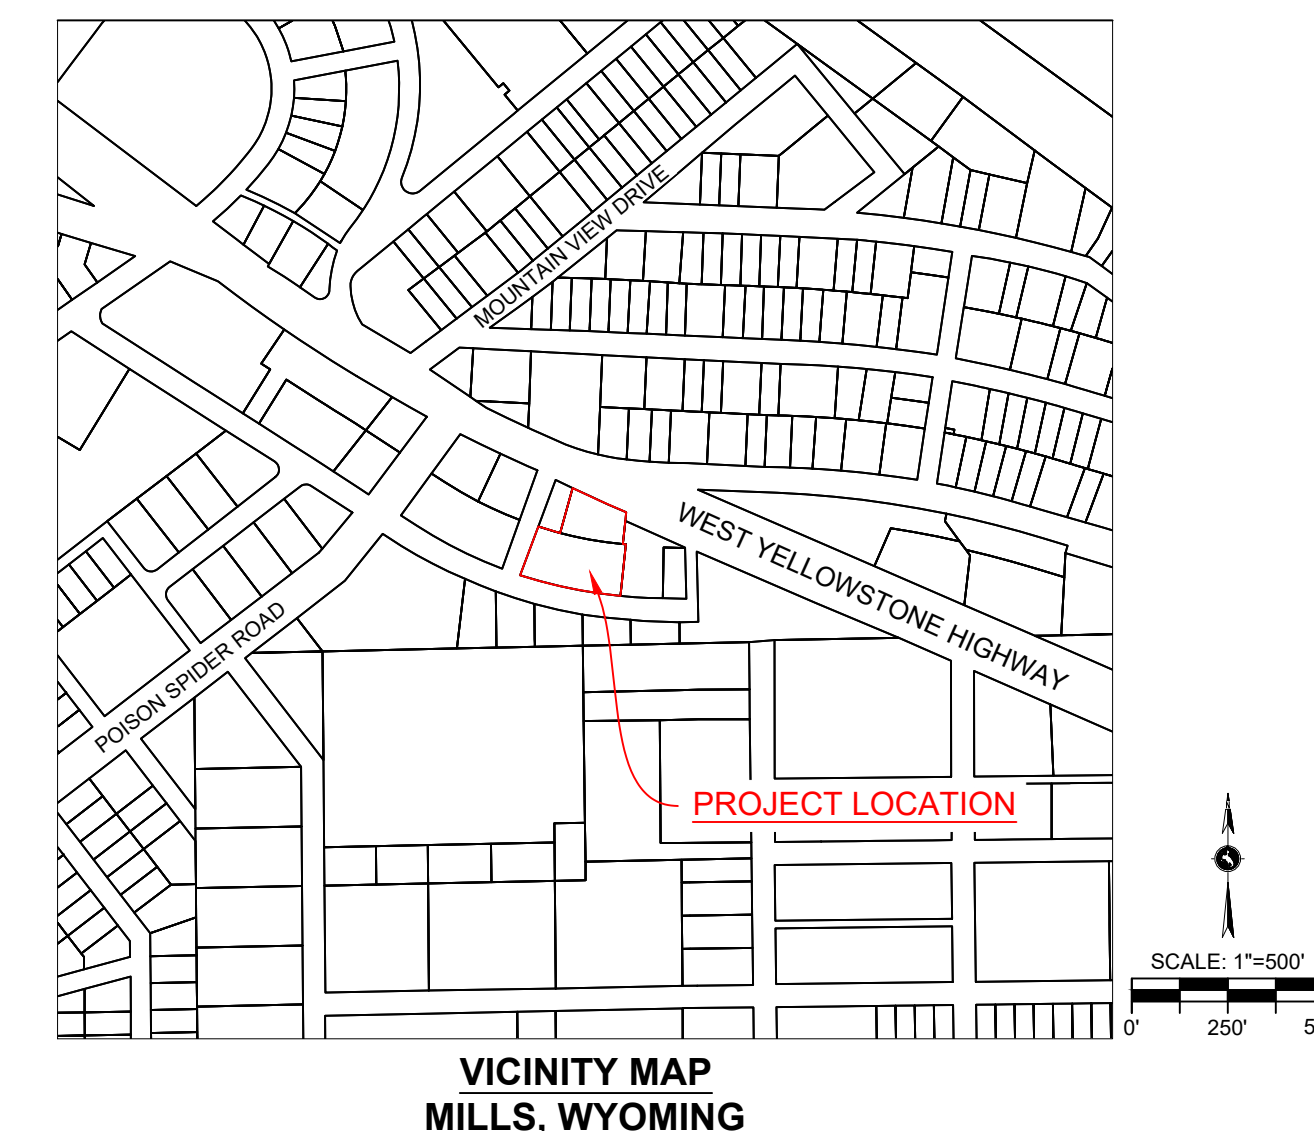 MOUNTAIN VIEW DRIVE
WEST YELLOWSTONE HIGHWAY
POISON SPIDER ROAD
PROJECT LOCATION
SCALE: 1"=500'
0' 250' 5
VICINITY MAP
MILLS, WYOMING